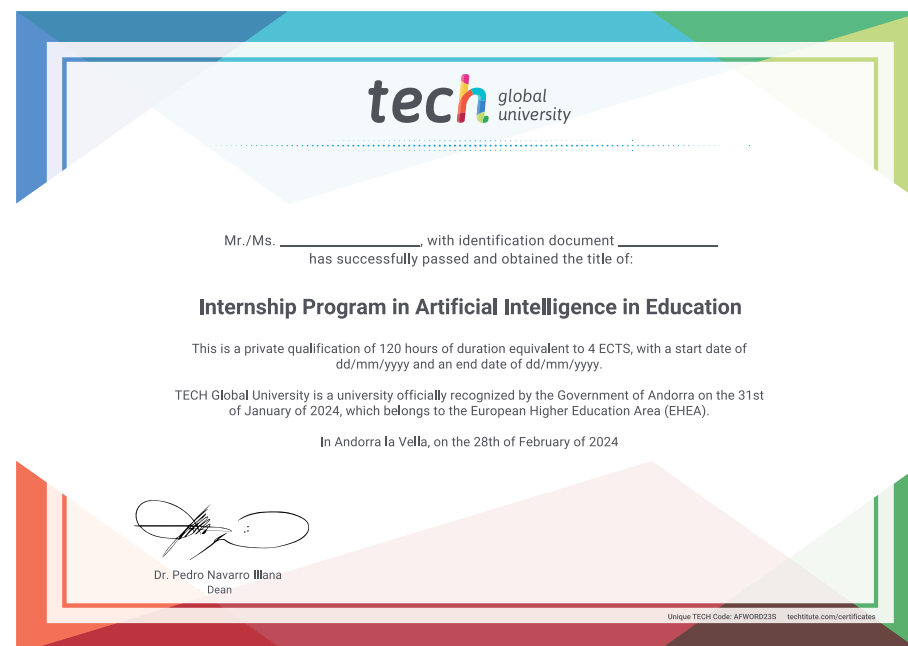 tech global
university
Mr./Ms. ____________________, with identification document ______________
has successfully passed and obtained the title of:
Internship Program in Artificial Intelligence in Education
This is a private qualification of 120 hours of duration equivalent to 4 ECTS, with a start date of
dd/mm/yyyy and an end date of dd/mm/yyyy.
TECH Global University is a university officially recognized by the Government of Andorra on the 31st
of January of 2024, which belongs to the European Higher Education Area (EHEA).
In Andorra la Vella, on the 28th of February of 2024
Dr. Pedro Navarro Illana
Dean
Unique TECH Code: AFWORD23S techtitute.com/certificates